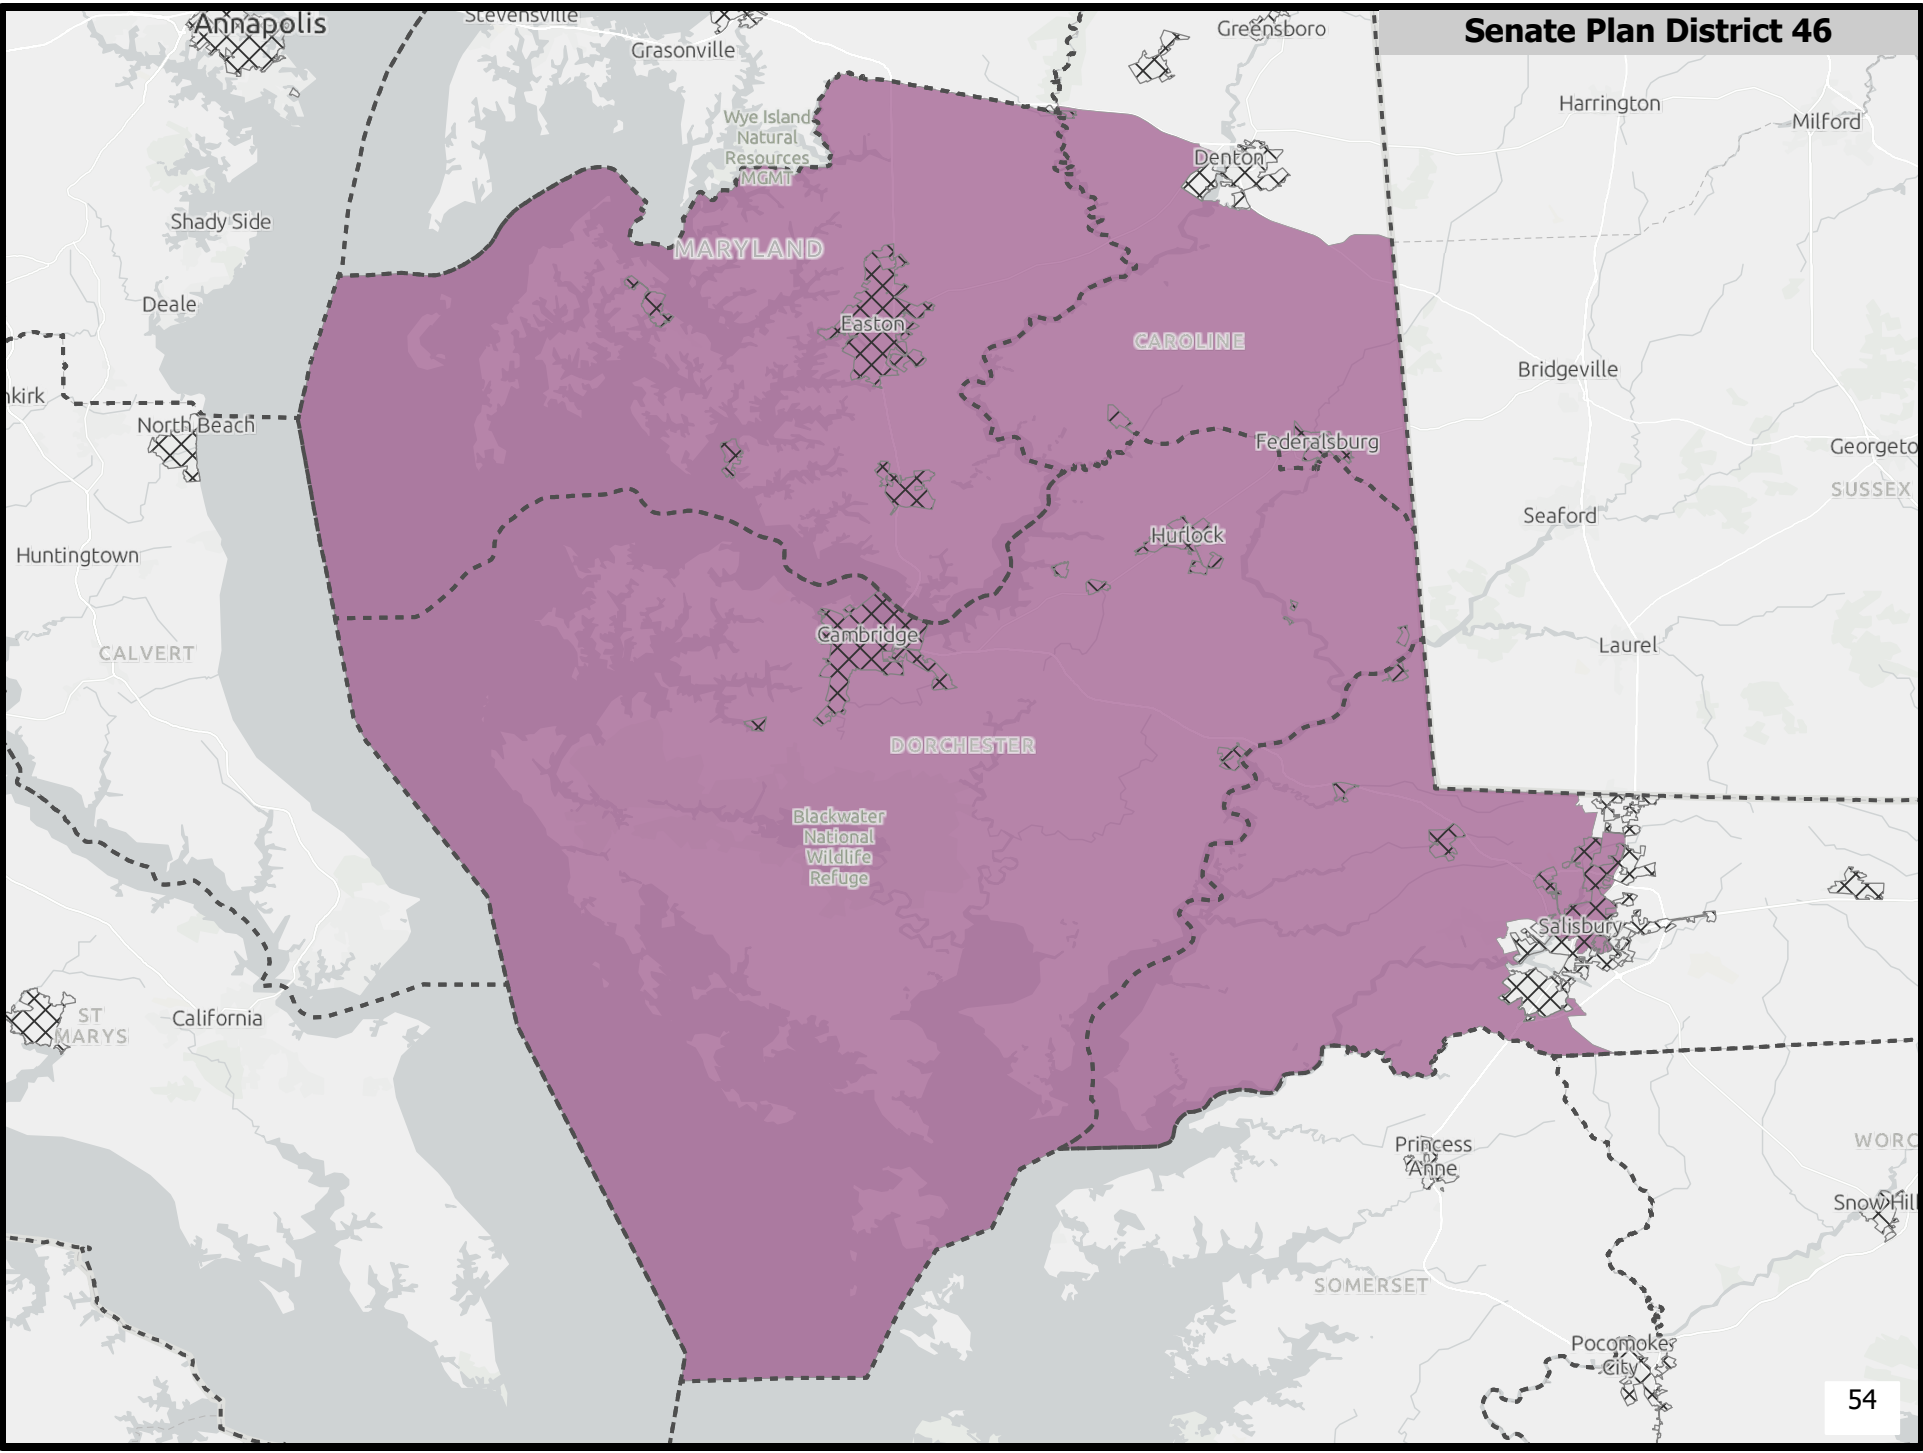 Senate Plan District 46
Annapolis
Stevensville
Grasonville
Greensboro
Harrington
Milford
Wye Island
Natural
Resources
MGMT
Denton
Shady Side
MARYLAND
Deale
Easton
CAROLINE
Bridgeville
nkirk
North Beach
Federalsburg
Georgeto
SUSSEX
Seaford
Hurlock
Huntingtown
Cambridge
Laurel
CALVERT
DORCHESTER
Blackwater
National
Wildlife
Refuge
Salisbury
ST
MARYS
California
Princess
Anne
WORC
Snow Hill
SOMERSET
Pocomoke
City
54